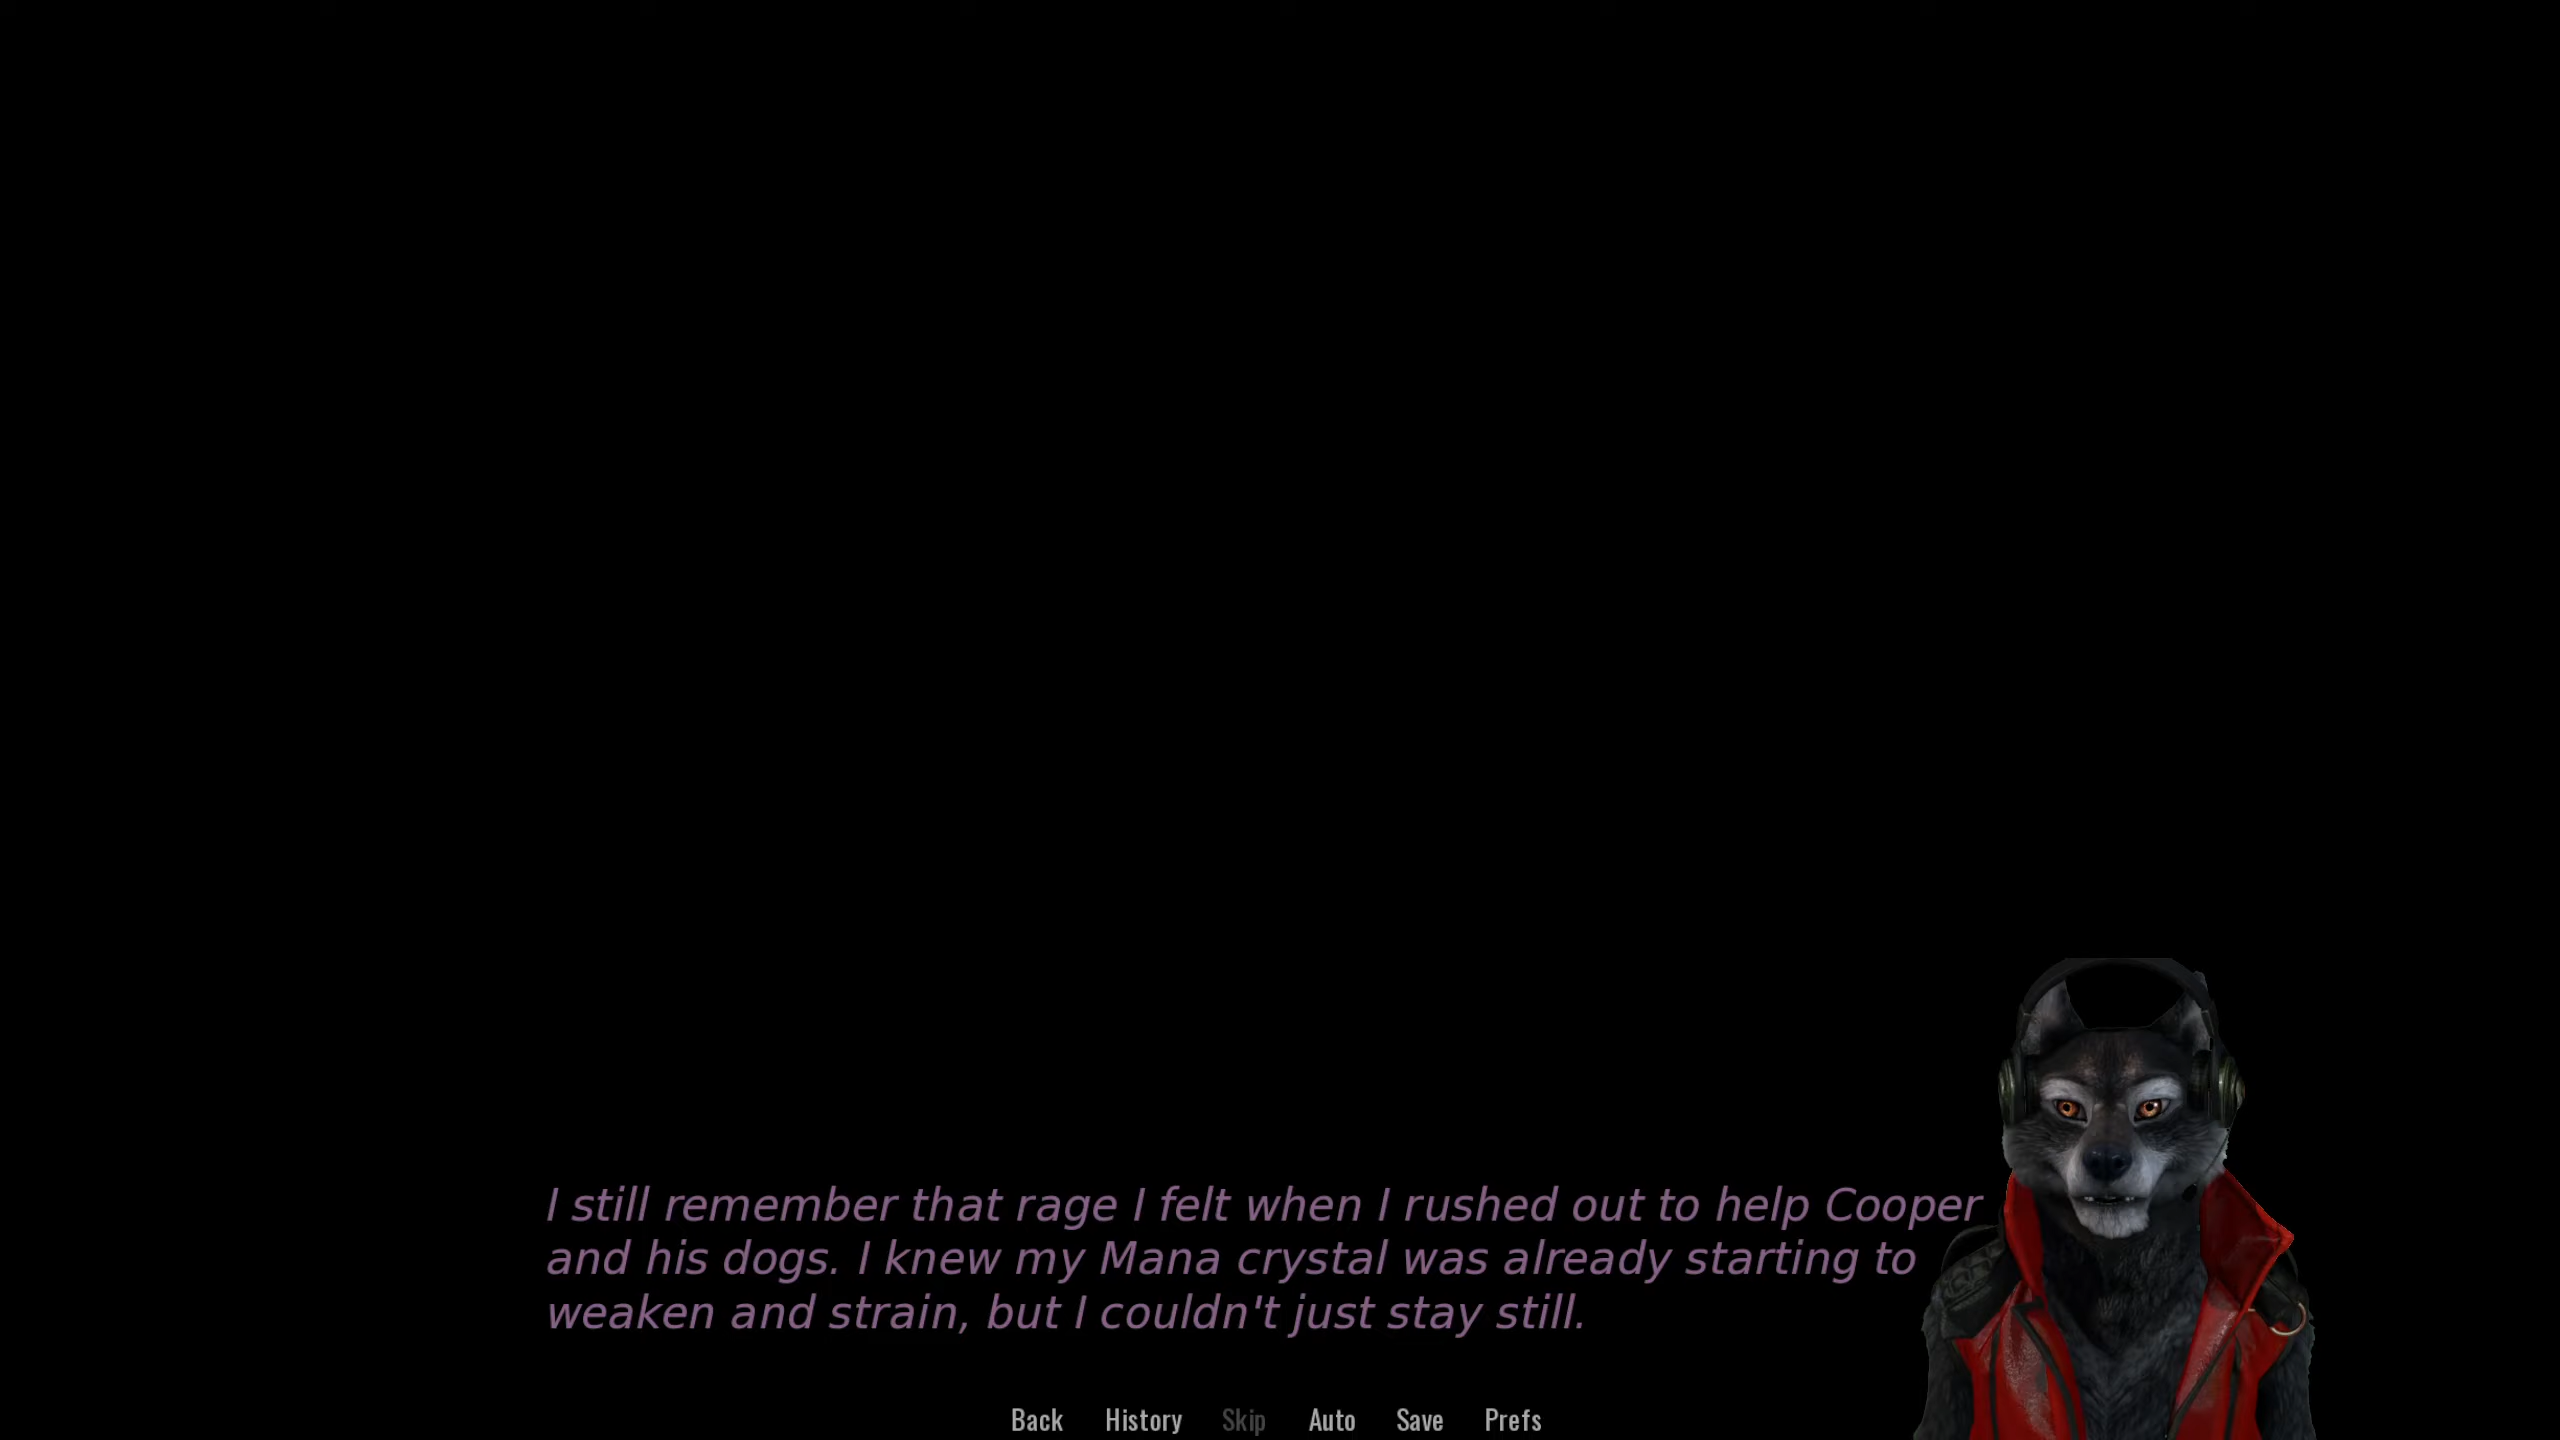 I still remember that rage I felt when I rushed out to help Cooper
and his dogs. I knew my Mana crystal was already starting to
weaken and strain, but I couldn't just stay still.
Back History Skip Auto Save Prefs